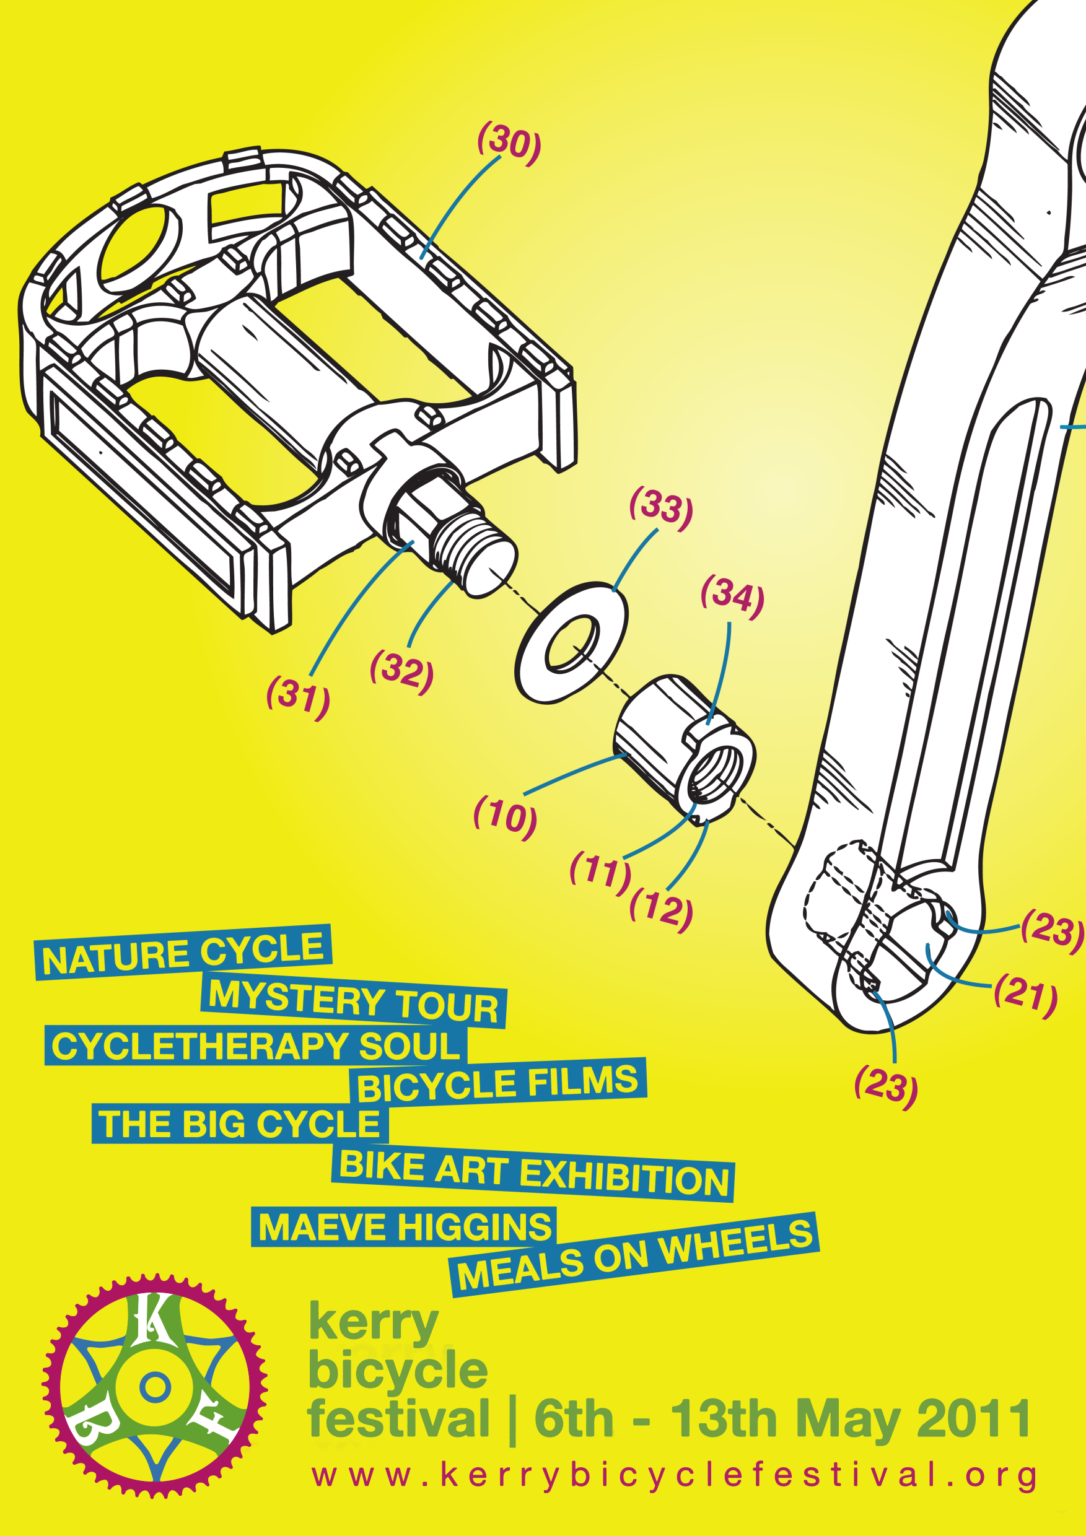 (30)
(33)
(34)
(32)
(31)
(10)
(11)
(12)
(23)
(21)
(23)
NATURE CYCLE
MYSTERY TOUR
CYCLETHERAPY SOUL
BICYCLE FILMS
THE BIG CYCLE
BIKE ART EXHIBITION
MAEVE HIGGINS
MEALS ON WHEELS
K
B F
kerry
bicycle
festival | 6th - 13th May 2011
www.kerrybicyclefestival.org